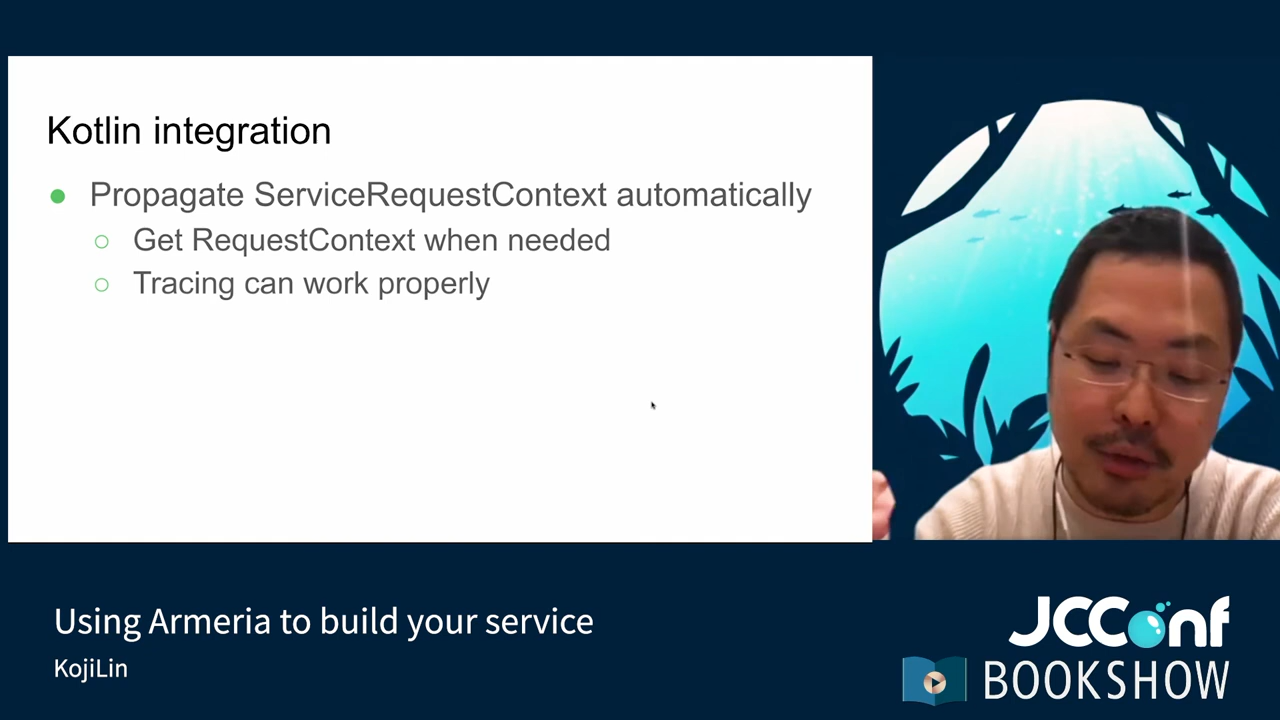 Kotlin integration
● Propagate ServiceRequestContext automatically
○ Get RequestContext when needed
○ Tracing can work properly
Using Armeria to build your service
KojiLin
JCConf
BOOKSHOW